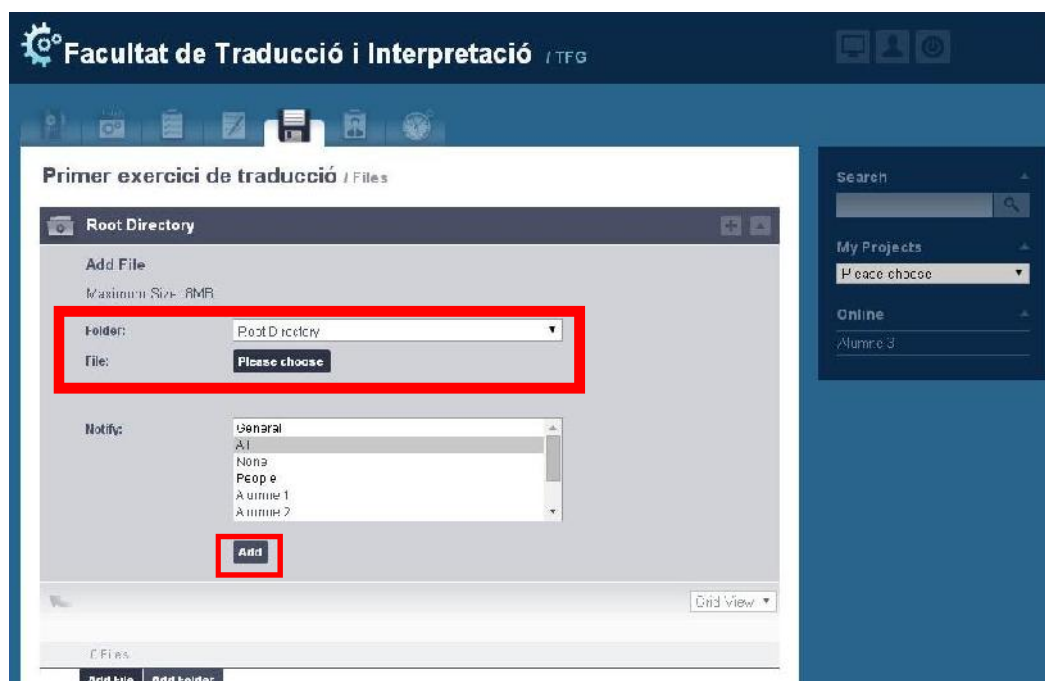 Facultat de Traducció i Interpretació / TFG
Primer exercici de traducció / Files
Root Directory
Add File
Maximum Size: 8MB
Folder: Root Directory
File: Please choose
Notify: General
All
None
People
Alumne 1
Alumne 2
Add
Grid View
0 Files
Add File Add Folder
Search
My Projects
Please choose
Online
Alumne 3